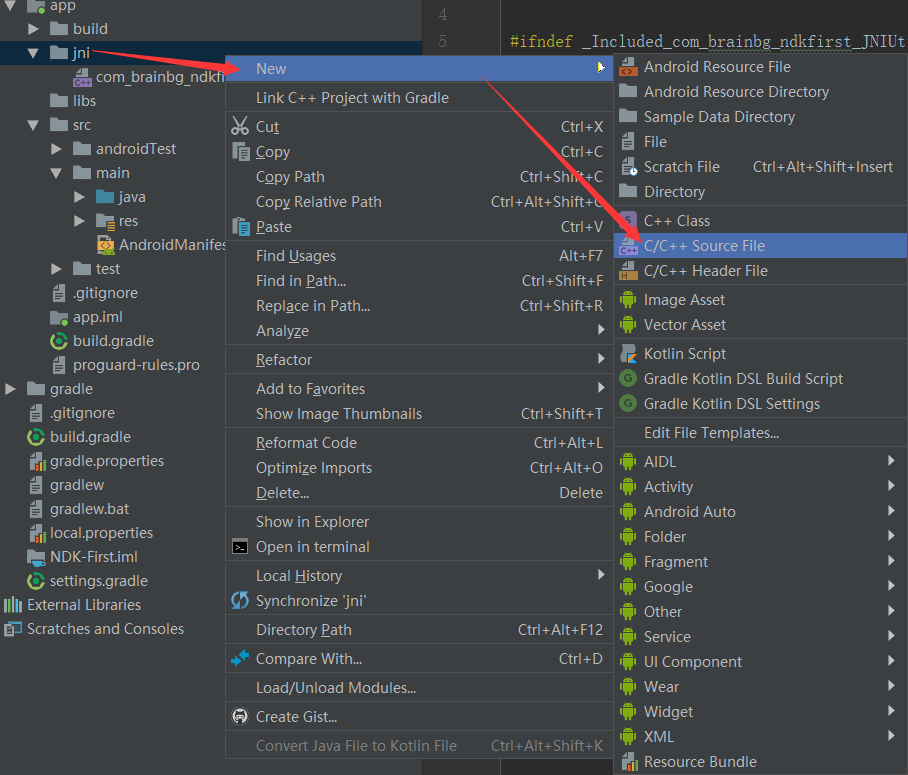 app
build
jni
com_brainbg_ndkfi
libs
src
androidTest
main
java
res
AndroidManifes
test
.gitignore
app.iml
build.gradle
proguard-rules.pro
gradle
.gitignore
build.gradle
gradle.properties
gradlew
gradlew.bat
local.properties
NDK-First.iml
settings.gradle
External Libraries
Scratches and Consoles
4
5
#ifndef _Included_com_brainbg_ndkfirst_JNIUt
New
Link C++ Project with Gradle
Cut Ctrl+X
Copy Ctrl+C
Copy Path Ctrl+Shift+C
Copy Relative Path Ctrl+Alt+Shift+C
Paste Ctrl+V
Find Usages Alt+F7
Find in Path... Ctrl+Shift+F
Replace in Path... Ctrl+Shift+R
Analyze
Refactor
Add to Favorites
Show Image Thumbnails Ctrl+Shift+T
Reformat Code Ctrl+Alt+L
Optimize Imports Ctrl+Alt+O
Delete... Delete
Show in Explorer
Open in terminal
Local History
Synchronize 'jni'
Directory Path Ctrl+Alt+F12
Compare With... Ctrl+D
Load/Unload Modules...
Create Gist...
Convert Java File to Kotlin File Ctrl+Alt+Shift+K
Android Resource File
Android Resource Directory
Sample Data Directory
File
Scratch File Ctrl+Alt+Shift+Insert
Directory
C++ Class
C/C++ Source File
C/C++ Header File
Image Asset
Vector Asset
Kotlin Script
Gradle Kotlin DSL Build Script
Gradle Kotlin DSL Settings
Edit File Templates...
AIDL
Activity
Android Auto
Folder
Fragment
Google
Other
Service
UI Component
Wear
Widget
XML
Resource Bundle